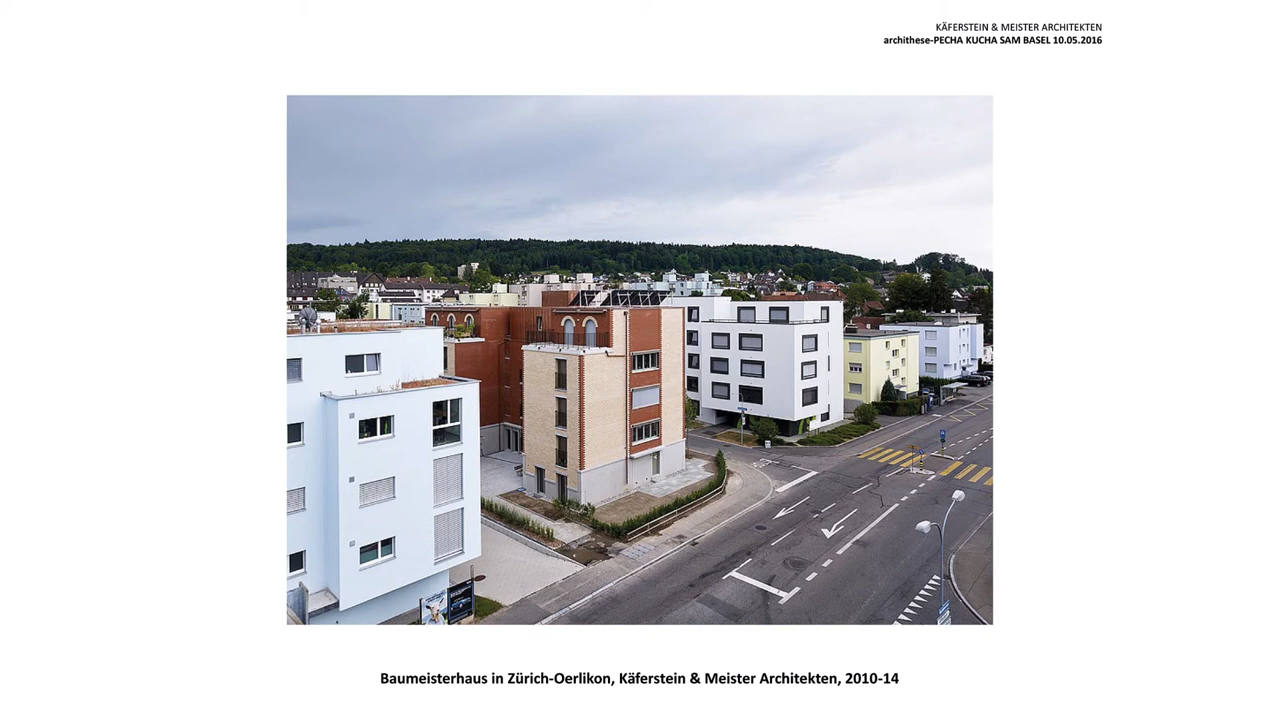 KÄFERSTEIN & MEISTER ARCHITEKTEN
archithese-PECHA KUCHA SAM BASEL 10.05.2016
Baumeisterhaus in Zürich-Oerlikon, Käferstein & Meister Architekten, 2010-14